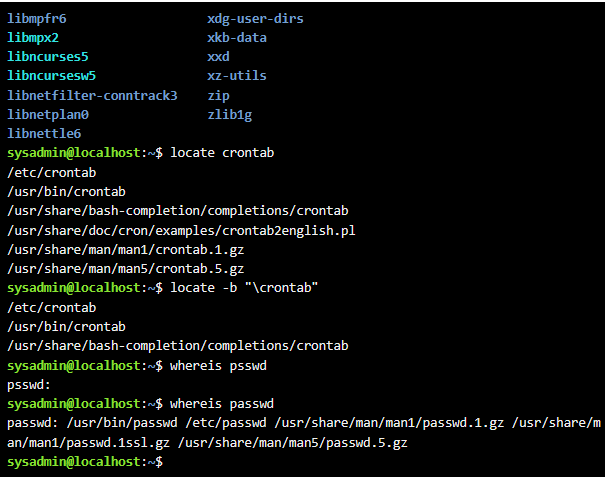 libmpfr6 xdg-user-dirs
libmpx2 xkb-data
libncurses5 xxd
libncursesw5 xz-utils
libnetfilter-conntrack3 zip
libnetplan0 zlib1g
libnettle6
sysadmin@localhost:~$ locate crontab
/etc/crontab
/usr/bin/crontab
/usr/share/bash-completion/completions/crontab
/usr/share/doc/cron/examples/crontab2english.pl
/usr/share/man/man1/crontab.1.gz
/usr/share/man/man5/crontab.5.gz
sysadmin@localhost:~$ locate -b "\crontab"
/etc/crontab
/usr/bin/crontab
/usr/share/bash-completion/completions/crontab
sysadmin@localhost:~$ whereis psswd
psswd:
sysadmin@localhost:~$ whereis passwd
passwd: /usr/bin/passwd /etc/passwd /usr/share/man/man1/passwd.1.gz /usr/share/m
an/man1/passwd.1ssl.gz /usr/share/man/man5/passwd.5.gz
sysadmin@localhost:~$